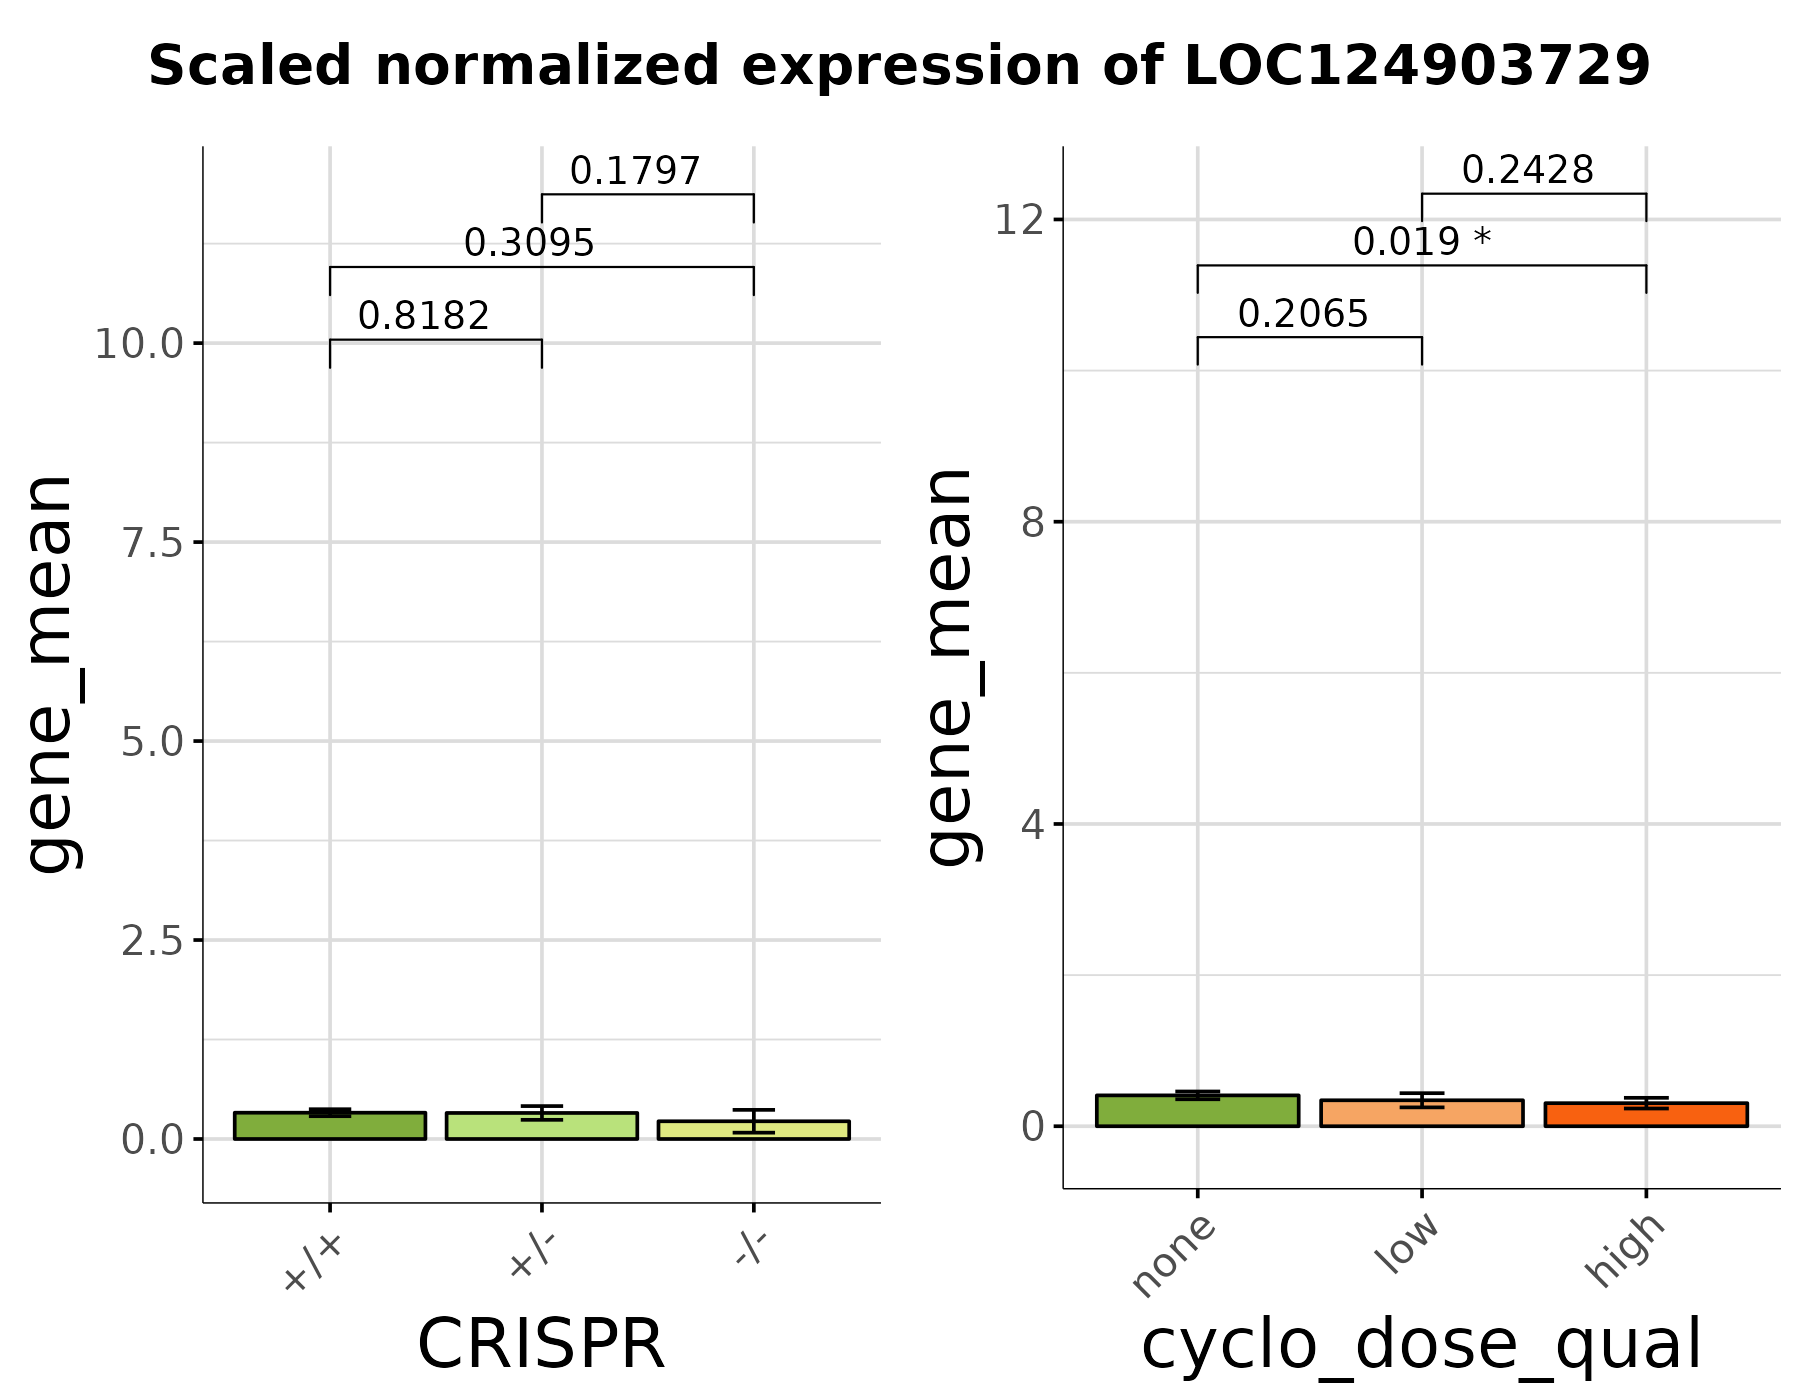 Scaled normalized expression of LOC124903729
gene_mean
10.0
7.5
5.0
2.5
0.0
0.1797
0.3095
0.8182
+/+
+/-
-/-
CRISPR
gene_mean
12
8
4
0
0.2428
0.019 *
0.2065
none
low
high
cyclo_dose_qual